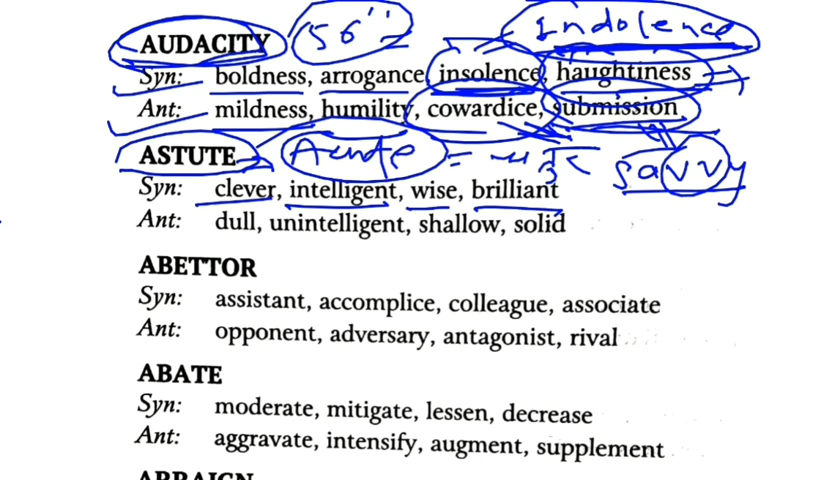 Indolence
AUDACITY 56"
Syn: boldness, arrogance, insolence, haughtiness
Ant: mildness, humility, cowardice, submission
ASTUTE Acute = savvy
Syn: clever, intelligent, wise, brilliant
Ant: dull, unintelligent, shallow, solid
ABETTOR
Syn: assistant, accomplice, colleague, associate
Ant: opponent, adversary, antagonist, rival
ABATE
Syn: moderate, mitigate, lessen, decrease
Ant: aggravate, intensify, augment, supplement
ARRAIGN